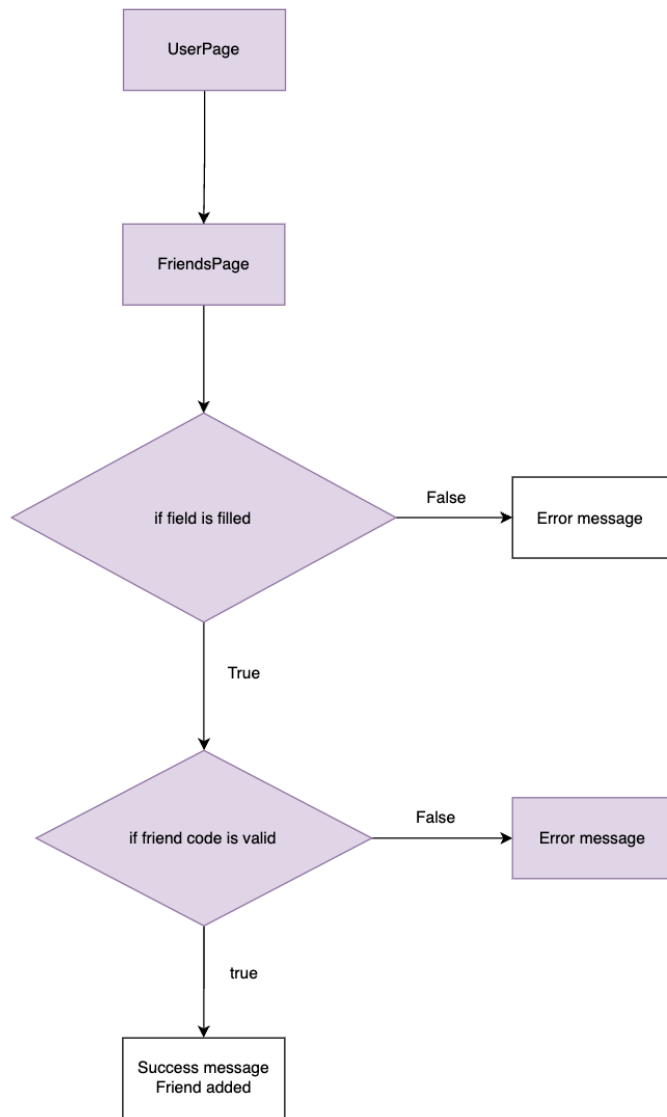 UserPage
FriendsPage
if field is filled
False
Error message
True
if friend code is valid
False
Error message
true
Success message
Friend added